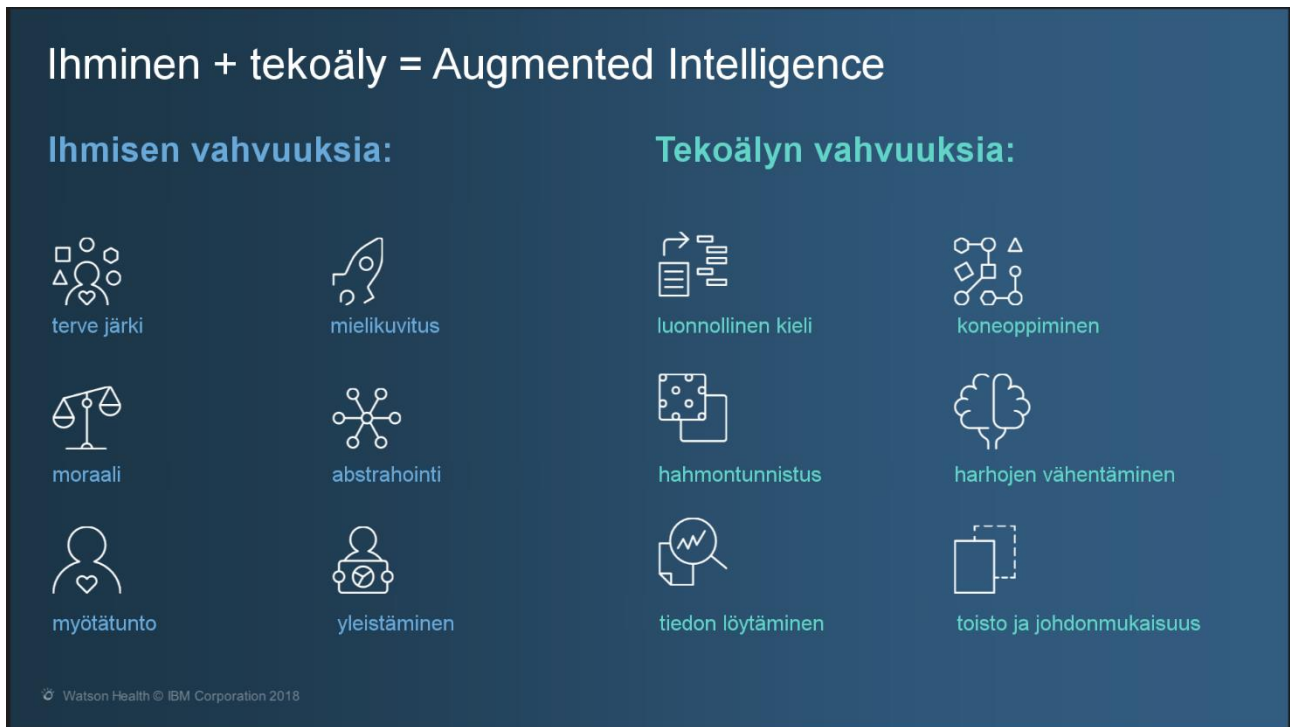 Ihminen + tekoäly = Augmented Intelligence
Ihmisen vahvuuksia:
terve järki
mielikuvitus
moraali
abstrahointi
myötätunto
yleistäminen
Tekoälyn vahvuuksia:
luonnollinen kieli
koneoppiminen
hahmontunnistus
harhojen vähentäminen
tiedon löytäminen
toisto ja johdonmukaisuus
Watson Health © IBM Corporation 2018